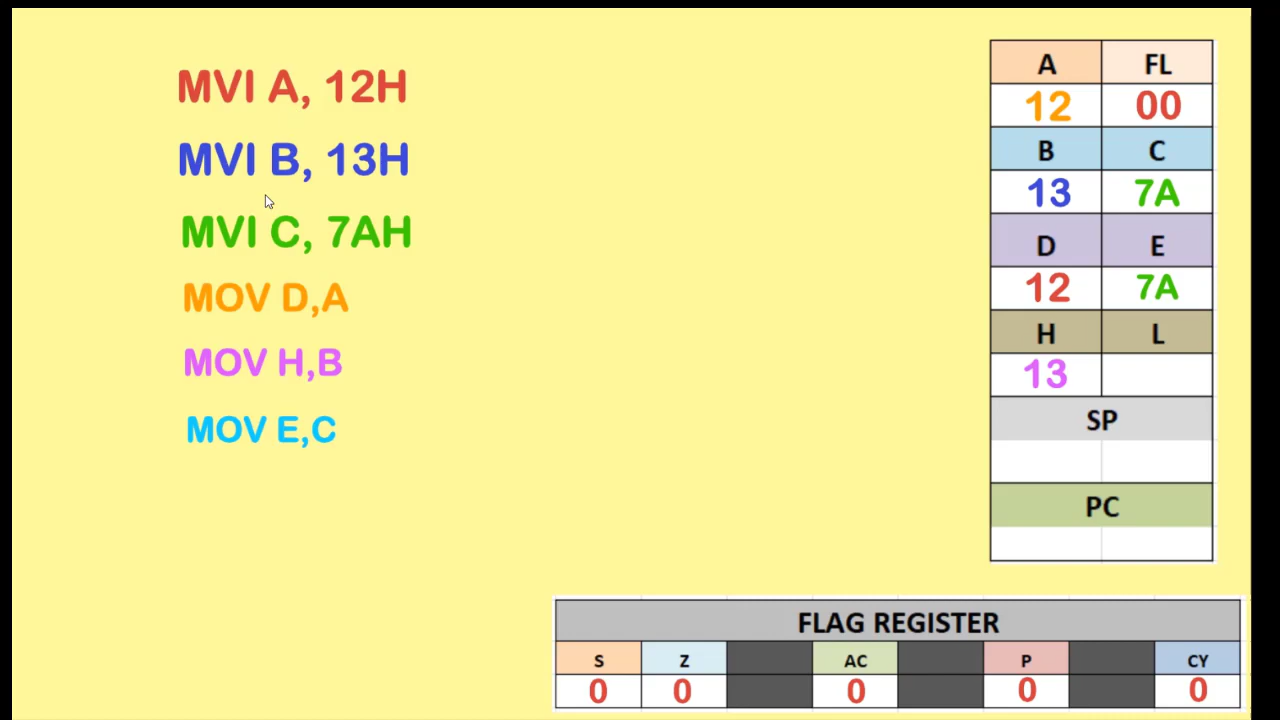 MVI A, 12H
MVI B, 13H
MVI C, 7AH
MOV D,A
MOV H,B
MOV E,C
A FL
12 00
B C
13 7A
D E
12 7A
H L
13
SP
PC
FLAG REGISTER
S Z AC P CY
0 0 0 0 0